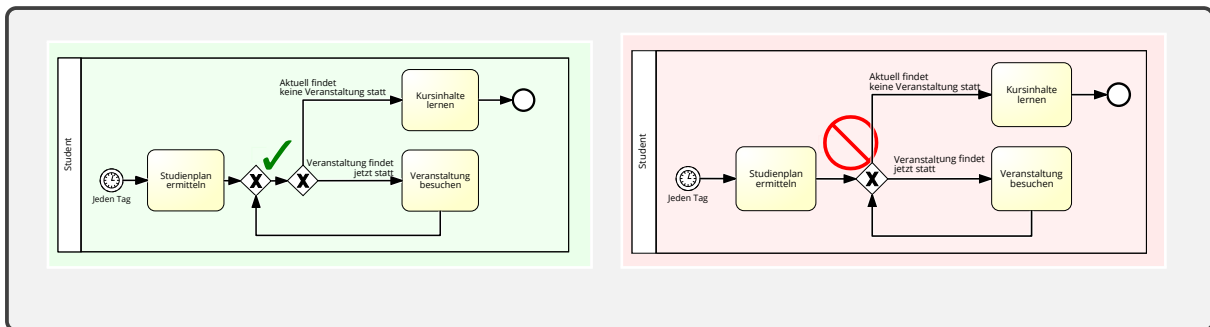 Student
Jeden Tag
Studienplan
ermitteln
X
X
Aktuell findet
keine Veranstaltung statt
Kursinhalte
lernen
Veranstaltung findet
jetzt statt
Veranstaltung
besuchen
Student
Jeden Tag
Studienplan
ermitteln
X
Aktuell findet
keine Veranstaltung statt
Kursinhalte
lernen
Veranstaltung findet
jetzt statt
Veranstaltung
besuchen